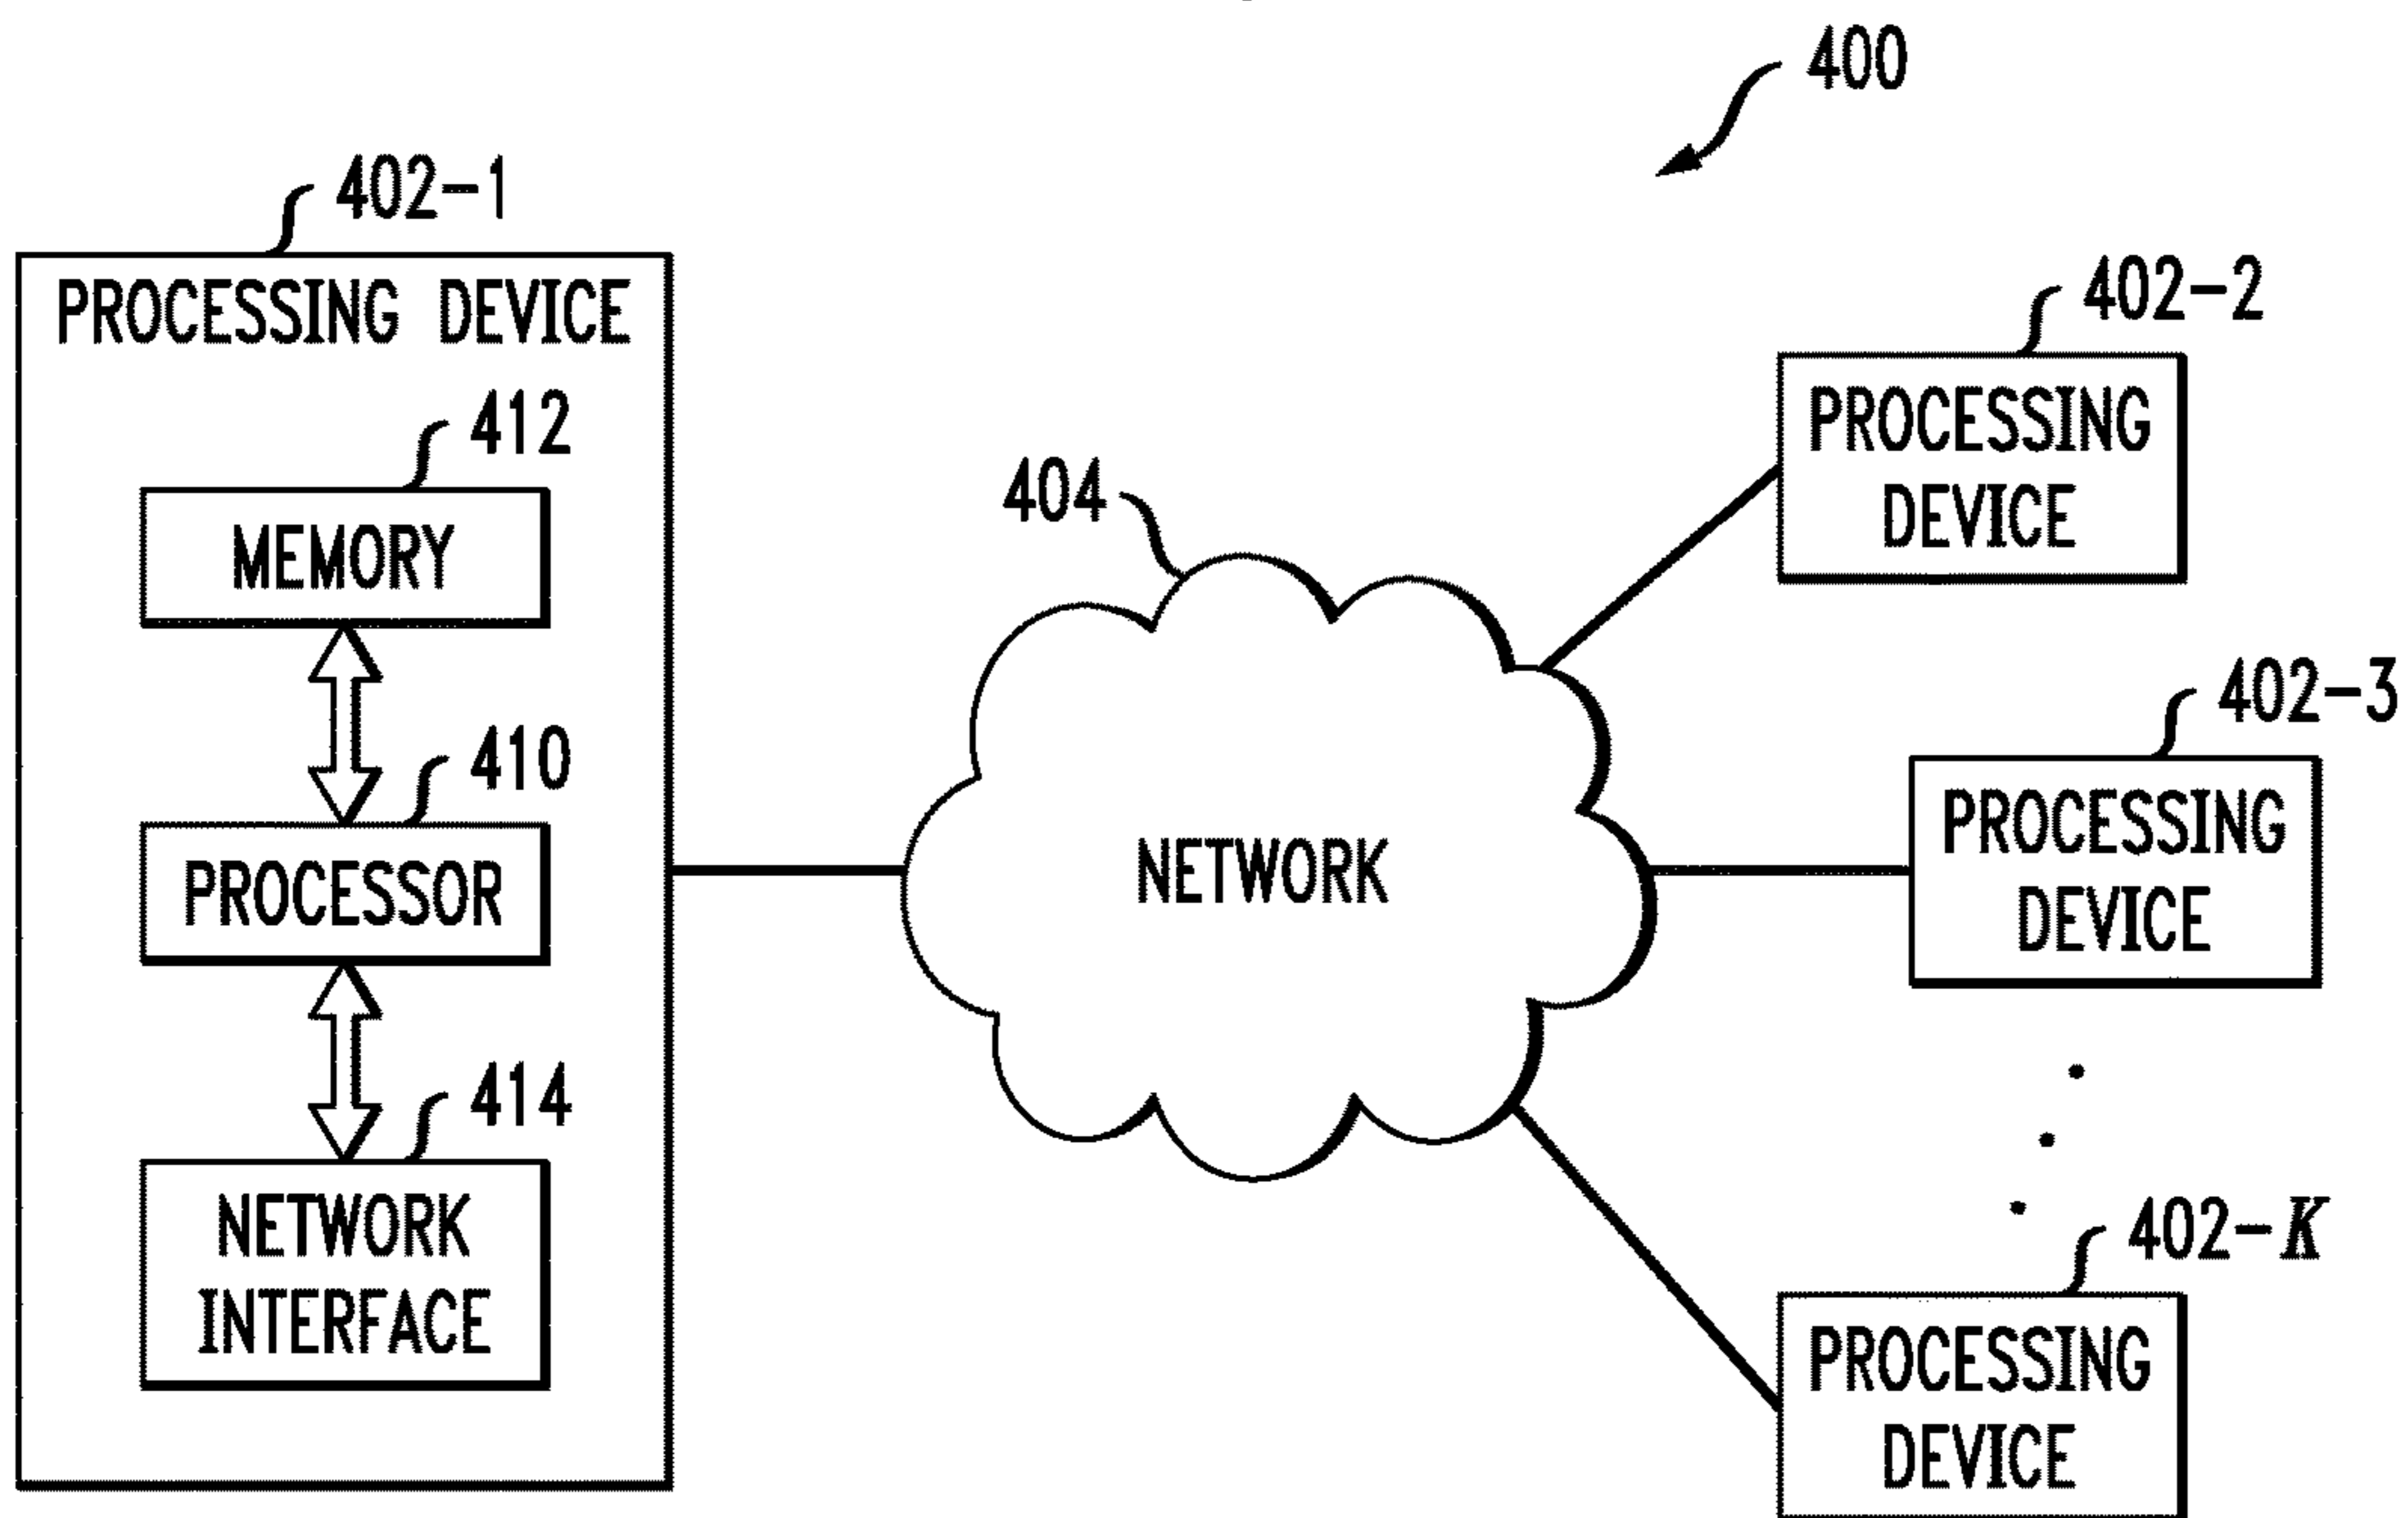 400
402-1
PROCESSING DEVICE
412
MEMORY
410
PROCESSOR
414
NETWORK
INTERFACE
404
NETWORK
402-2
PROCESSING
DEVICE
402-3
PROCESSING
DEVICE
402-K
PROCESSING
DEVICE